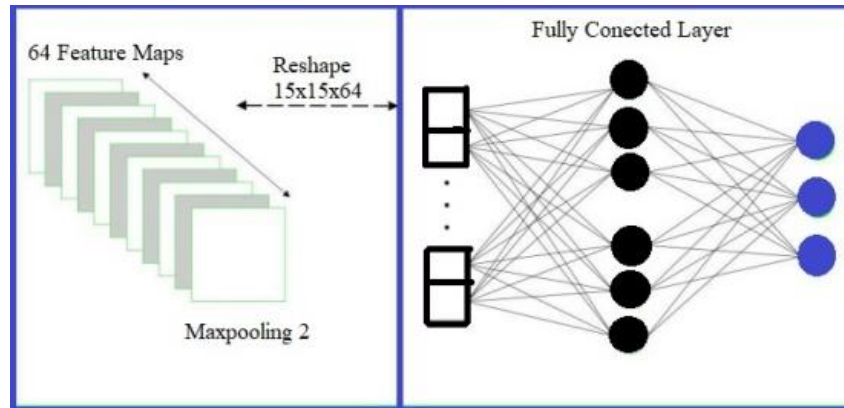 64 Feature Maps
Reshape
15x15x64
Maxpooling 2
Fully Conected Layer